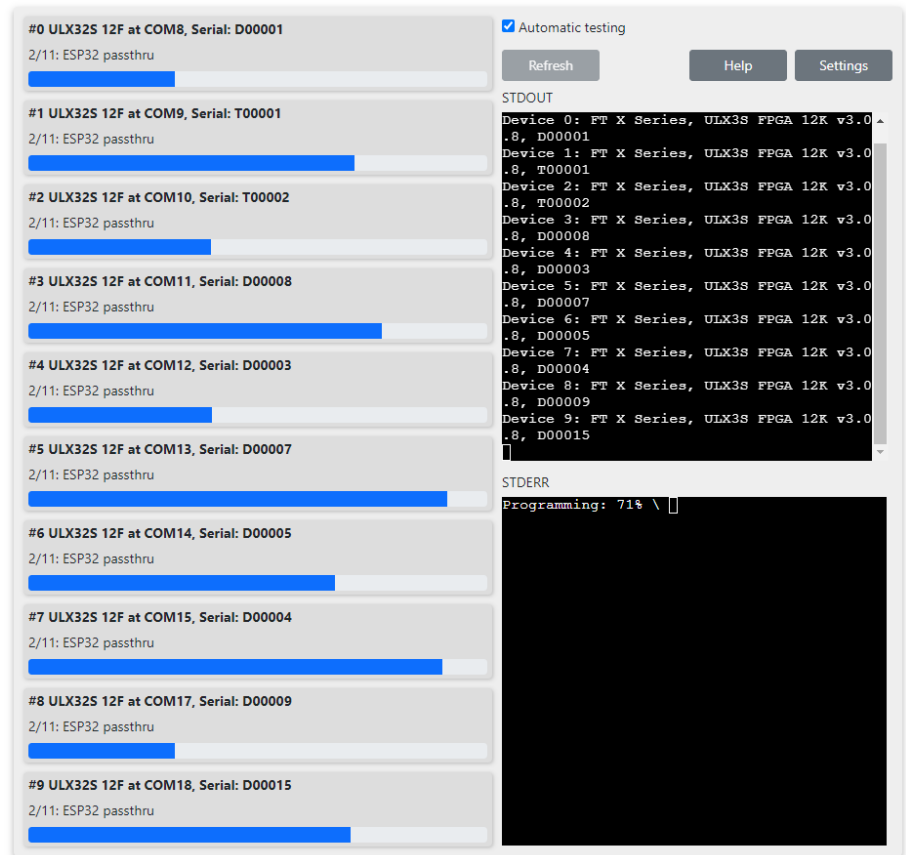 #0 ULX32S 12F at COM8, Serial: D00001
2/11: ESP32 passthru
#1 ULX32S 12F at COM9, Serial: T00001
2/11: ESP32 passthru
#2 ULX32S 12F at COM10, Serial: T00002
2/11: ESP32 passthru
#3 ULX32S 12F at COM11, Serial: D00008
2/11: ESP32 passthru
#4 ULX32S 12F at COM12, Serial: D00003
2/11: ESP32 passthru
#5 ULX32S 12F at COM13, Serial: D00007
2/11: ESP32 passthru
#6 ULX32S 12F at COM14, Serial: D00005
2/11: ESP32 passthru
#7 ULX32S 12F at COM15, Serial: D00004
2/11: ESP32 passthru
#8 ULX32S 12F at COM17, Serial: D00009
2/11: ESP32 passthru
#9 ULX32S 12F at COM18, Serial: D00015
2/11: ESP32 passthru
Automatic testing
Refresh
Help
Settings
STDOUT
Device 0: FT X Series, ULX3S FPGA 12K v3.0
.8, D00001
Device 1: FT X Series, ULX3S FPGA 12K v3.0
.8, T00001
Device 2: FT X Series, ULX3S FPGA 12K v3.0
.8, T00002
Device 3: FT X Series, ULX3S FPGA 12K v3.0
.8, D00008
Device 4: FT X Series, ULX3S FPGA 12K v3.0
.8, D00003
Device 5: FT X Series, ULX3S FPGA 12K v3.0
.8, D00007
Device 6: FT X Series, ULX3S FPGA 12K v3.0
.8, D00005
Device 7: FT X Series, ULX3S FPGA 12K v3.0
.8, D00004
Device 8: FT X Series, ULX3S FPGA 12K v3.0
.8, D00009
Device 9: FT X Series, ULX3S FPGA 12K v3.0
.8, D00015
STDERR
Programming: 71% \